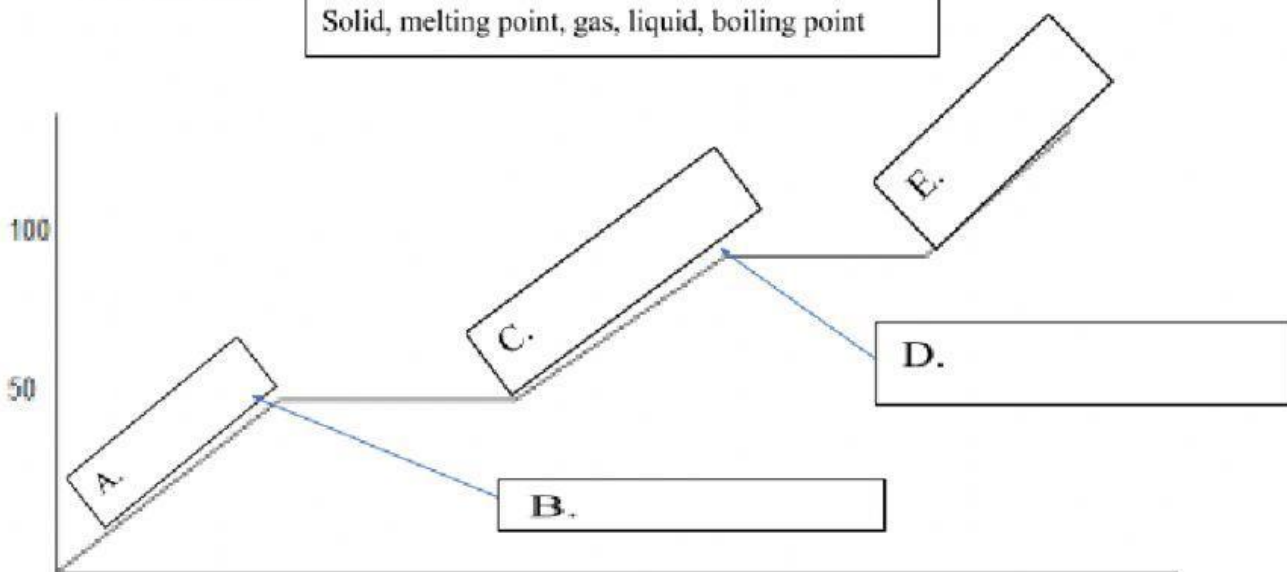 Solid, melting point, gas, liquid, boiling point
E.
100
C.
D.
50
A.
B.